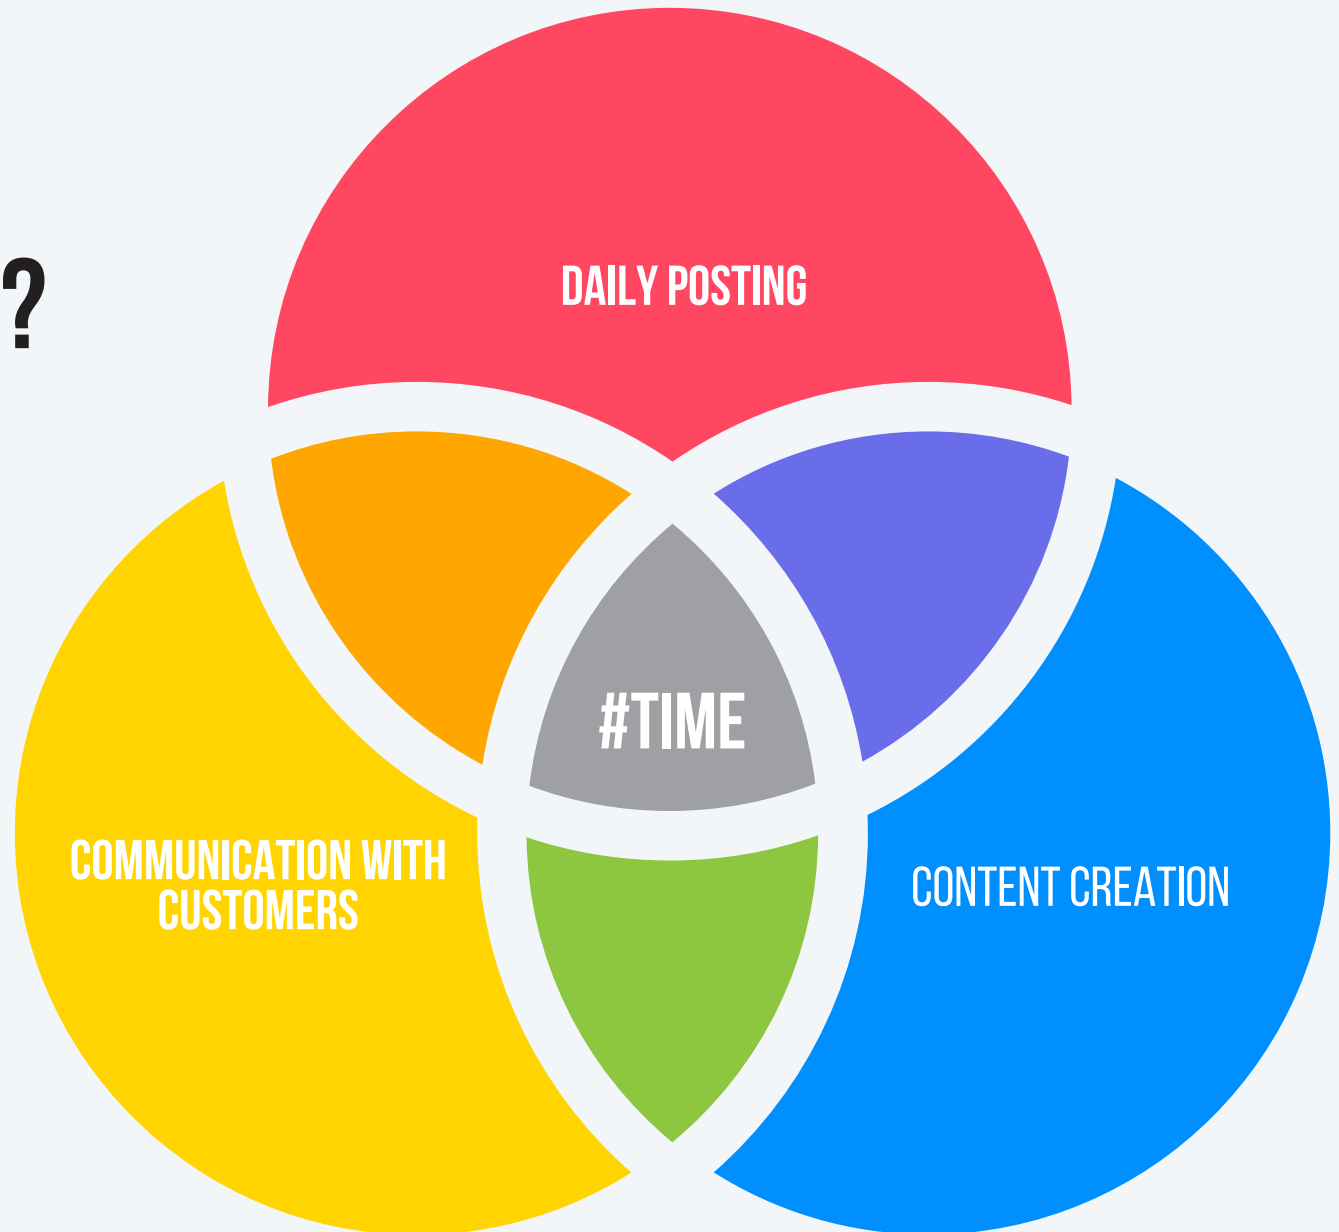 ?
DAILY POSTING
#TIME
COMMUNICATION WITH
CUSTOMERS
CONTENT CREATION